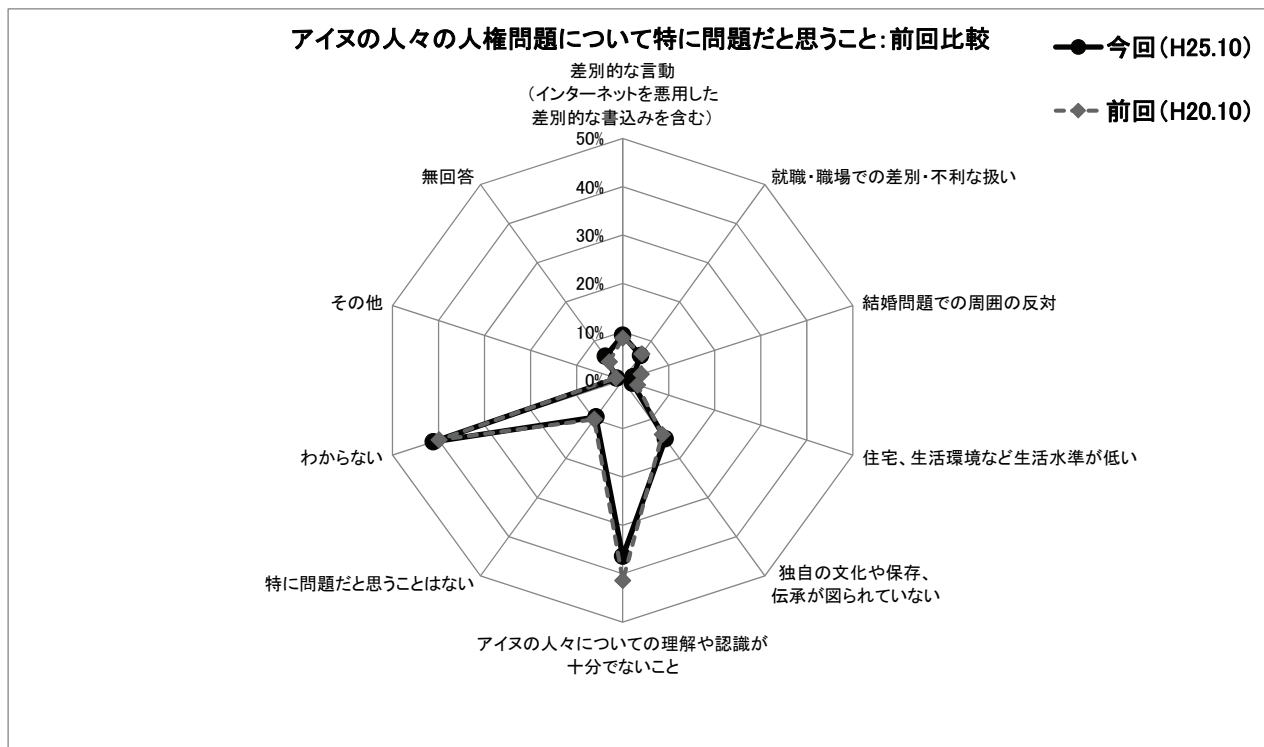 アイヌの人々の人権問題について特に問題だと思うこと:前回比較
今回(H25.10)
前回(H20.10)
差別的な言動
(インターネットを悪用した
差別的な書込みを含む)
就職・職場での差別・不利な扱い
結婚問題での周囲の反対
住宅、生活環境など生活水準が低い
独自の文化や保存、
伝承が図られていない
アイヌの人々についての理解や認識が
十分でないこと
特に問題だと思うことはない
わからない
その他
無回答
50%
40%
30%
20%
10%
0%